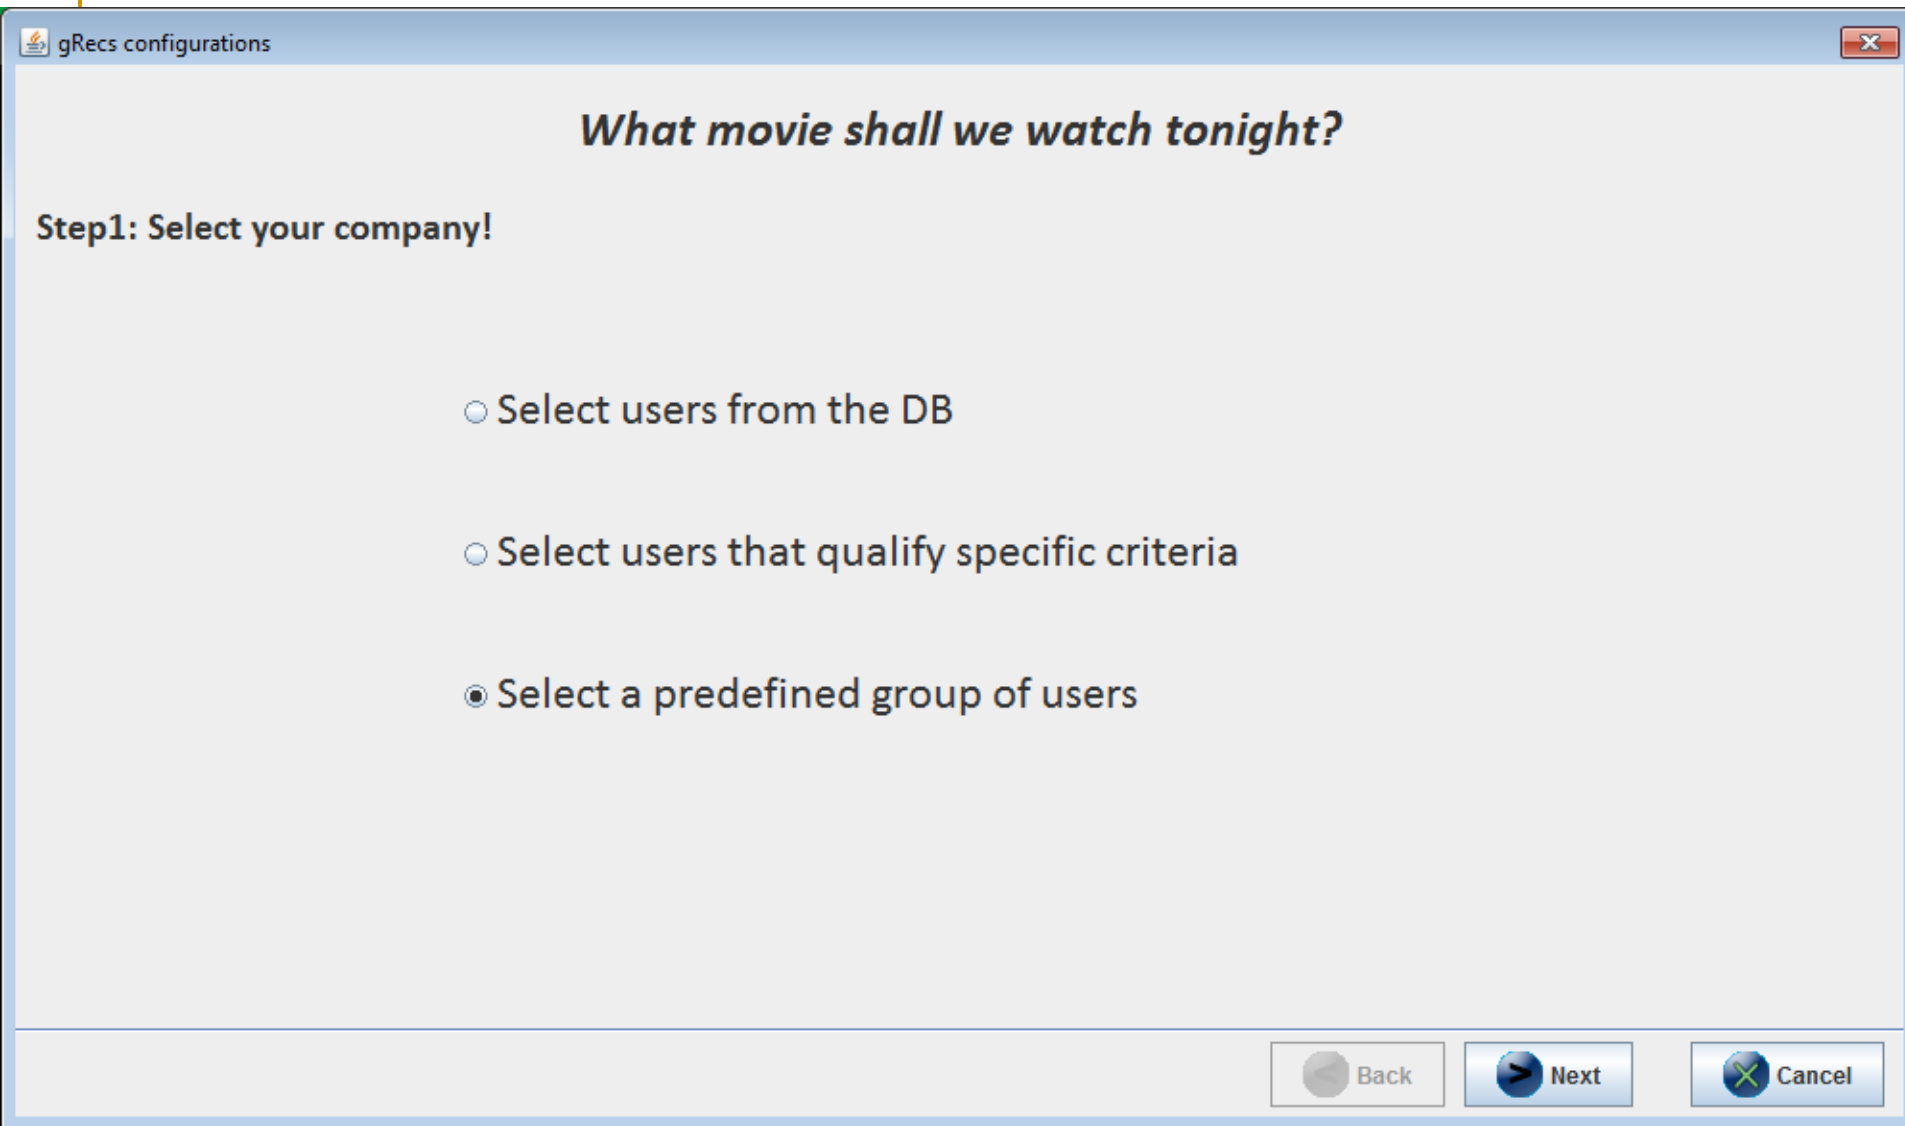 gRecs configurations
What movie shall we watch tonight?
Step1: Select your company!
Select users from the DB
Select users that qualify specific criteria
Select a predefined group of users
Back
Next
Cancel